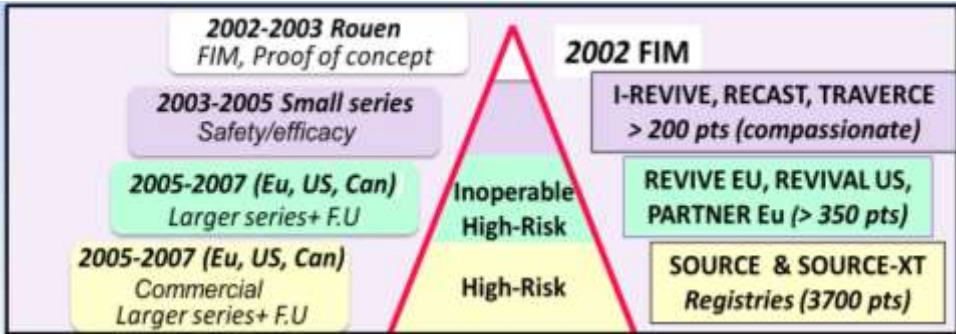 2002-2003 Rouen
FIM, Proof of concept
2002 FIM
2003-2005 Small series
Safety/efficacy
I-REVIVE, RECAST, TRAVERCE
> 200 pts (compassionate)
2005-2007 (Eu, US, Can)
Larger series+ F.U
Inoperable
High-Risk
REVIVE EU, REVIVAL US,
PARTNER Eu (> 350 pts)
2005-2007 (Eu, US, Can)
Commercial
Larger series+ F.U
High-Risk
SOURCE & SOURCE-XT
Registries (3700 pts)